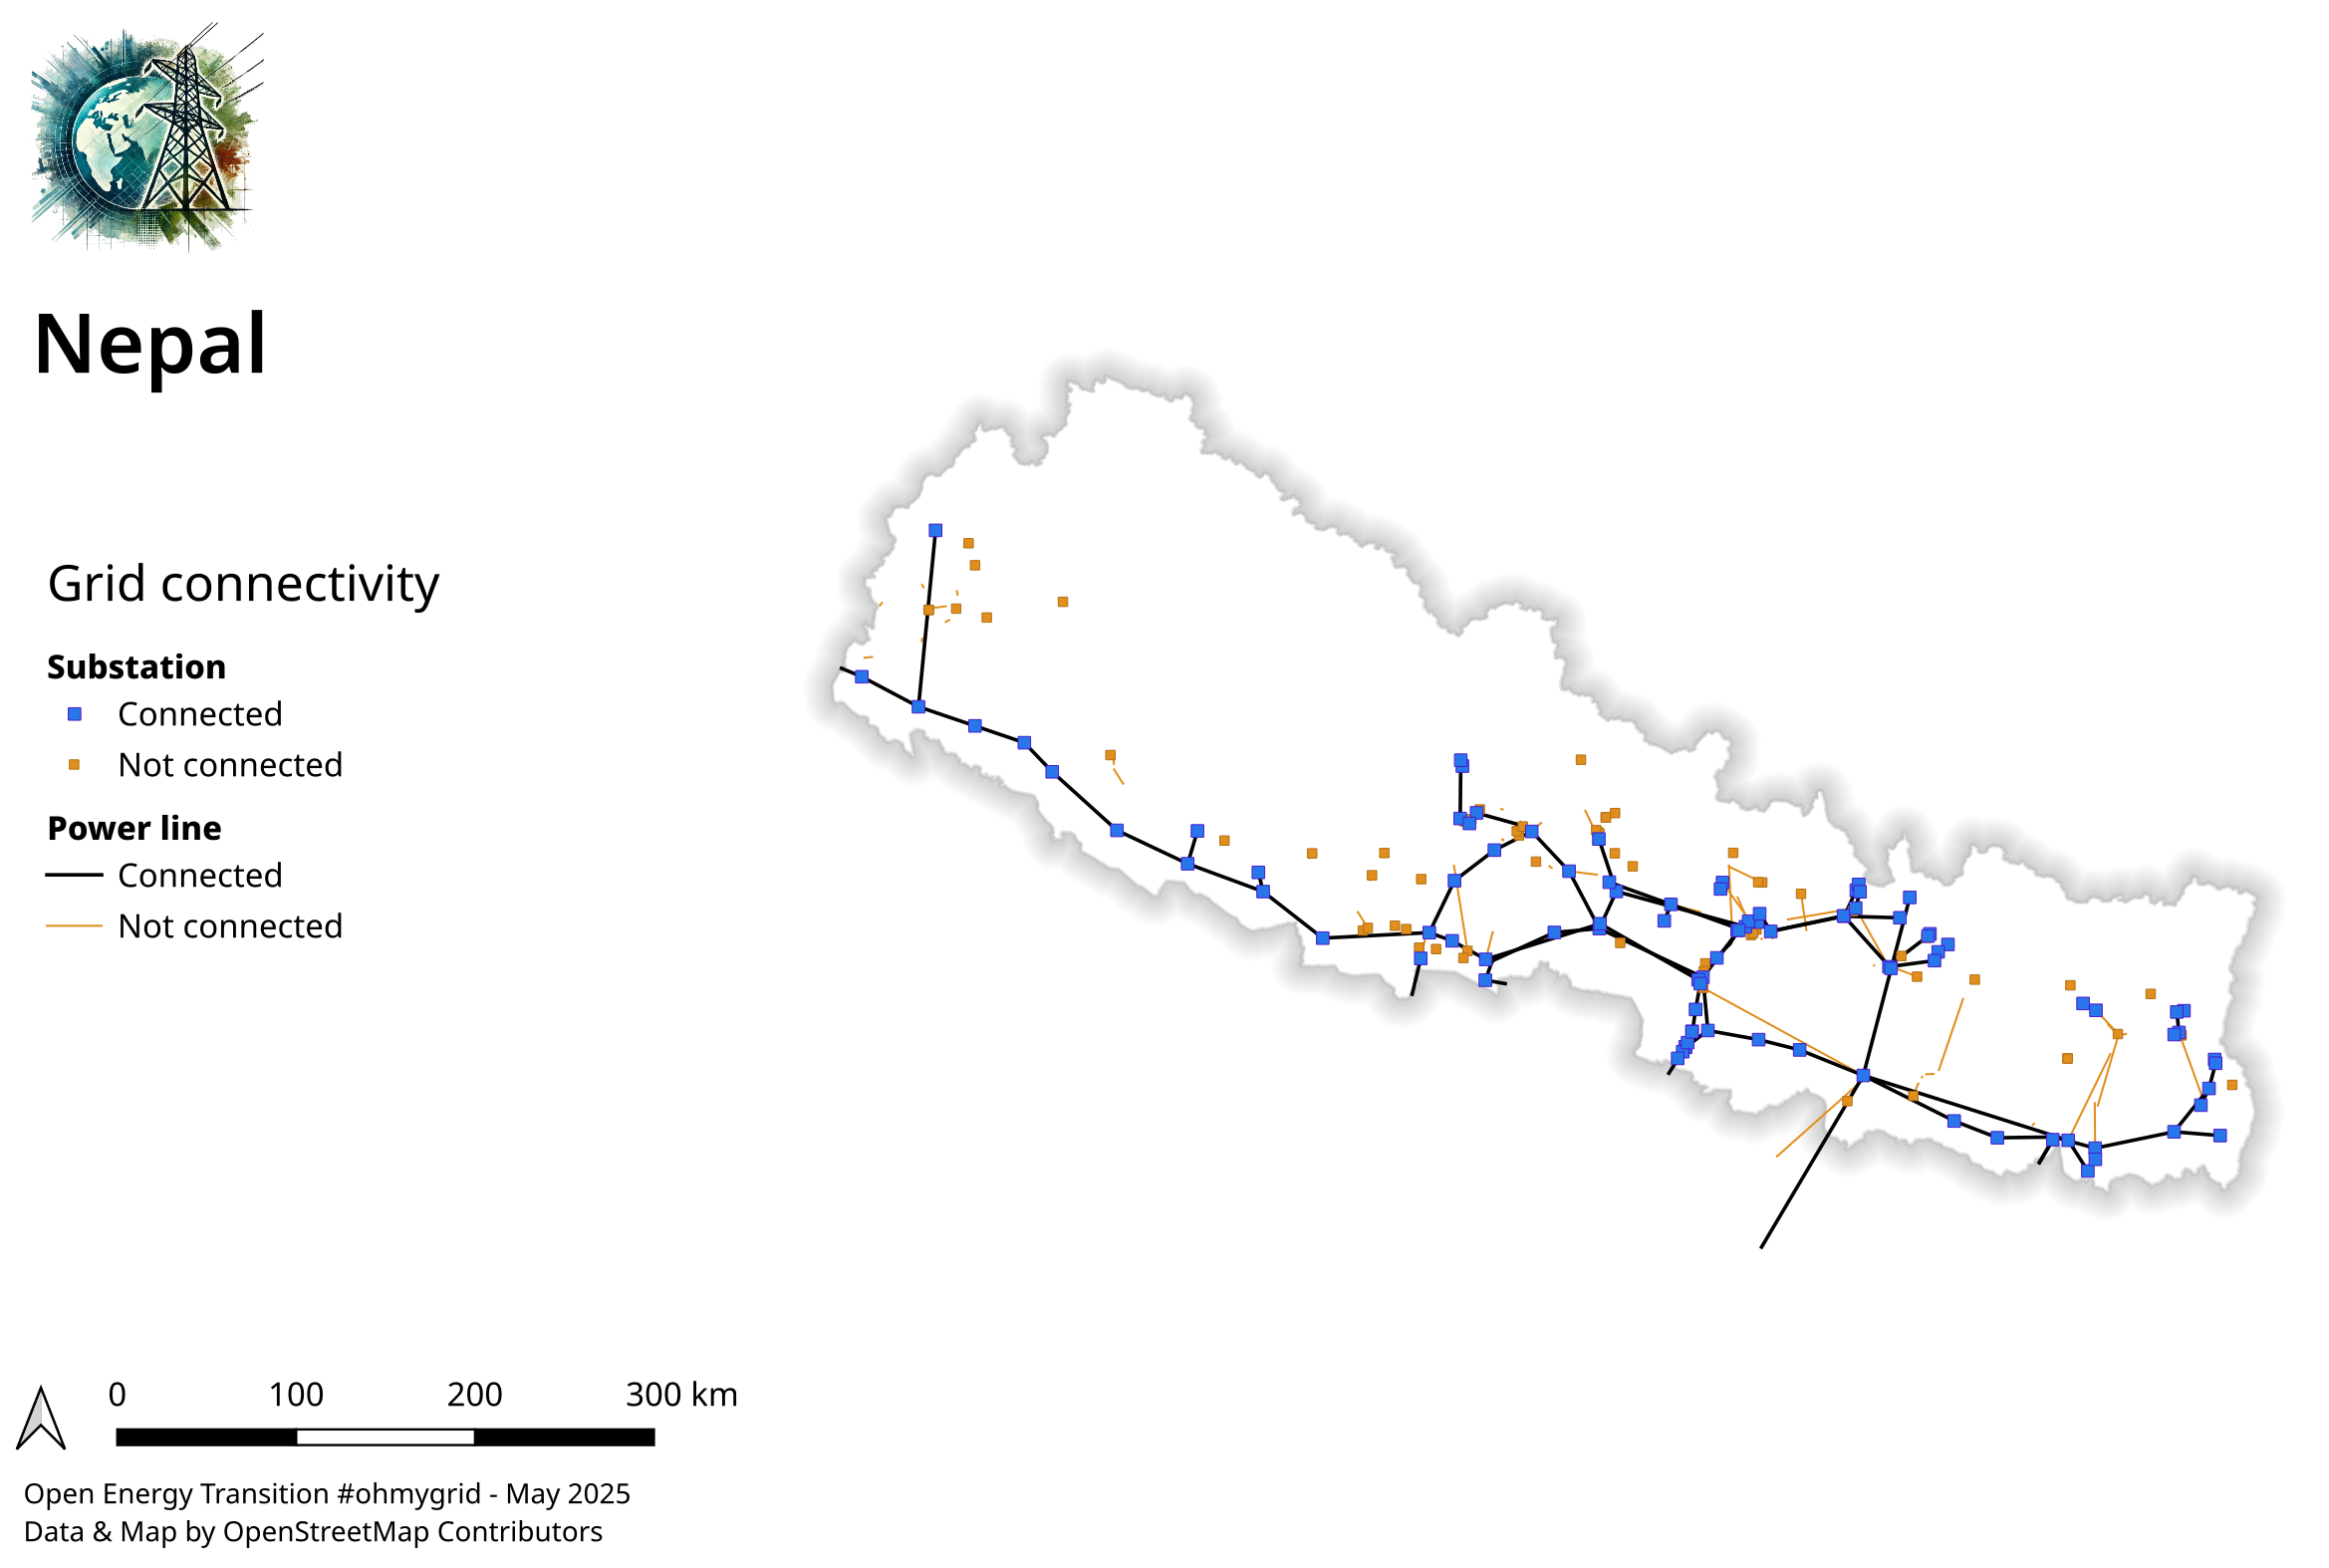 Nepal
Grid connectivity
Substation
Connected
Not connected
Power line
Connected
Not connected
0 100 200 300 km
Open Energy Transition #ohmygrid - May 2025
Data & Map by OpenStreetMap Contributors